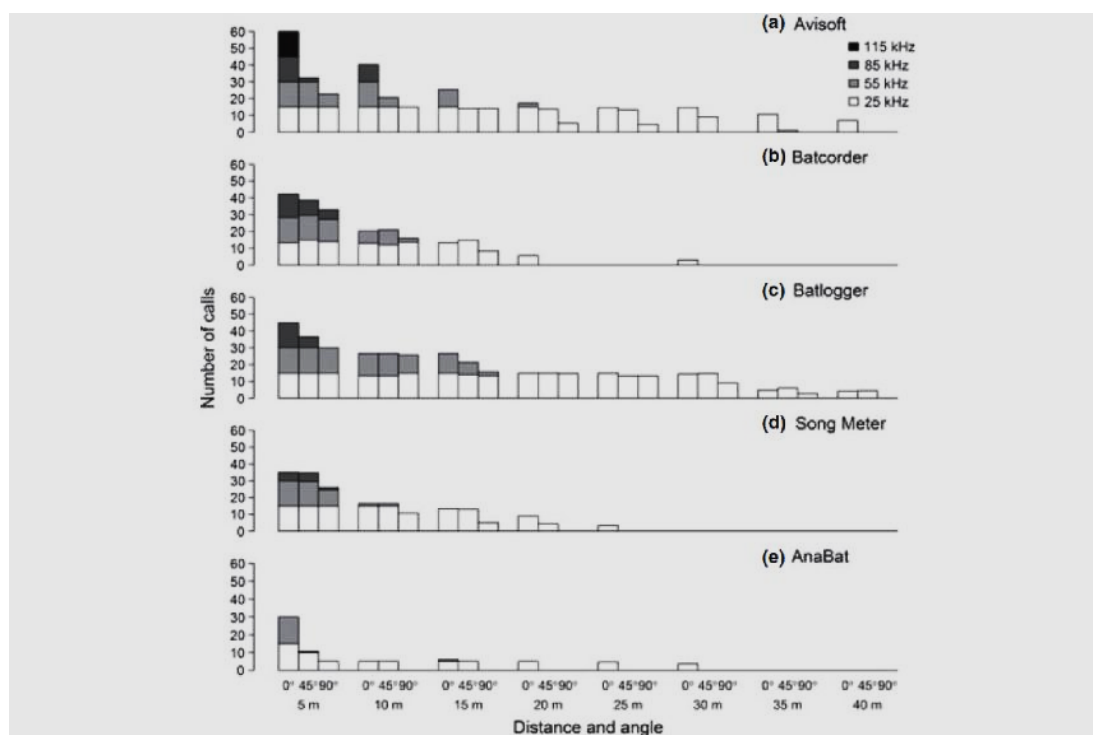 (a) Avisoft
60
50
40
30
20
10
0
115 kHz
85 kHz
55 kHz
25 kHz
(b) Batcorder
60
50
40
30
20
10
0
(c) Batlogger
60
50
40
30
20
10
0
Number of calls
(d) Song Meter
60
50
40
30
20
10
0
(e) AnaBat
60
50
40
30
20
10
0
0° 45°90° 0° 45°90° 0° 45°90° 0° 45°90° 0° 45°90° 0° 45°90° 0° 45°90° 0° 45°90°
5 m 10 m 15 m 20 m 25 m 30 m 35 m 40 m
Distance and angle